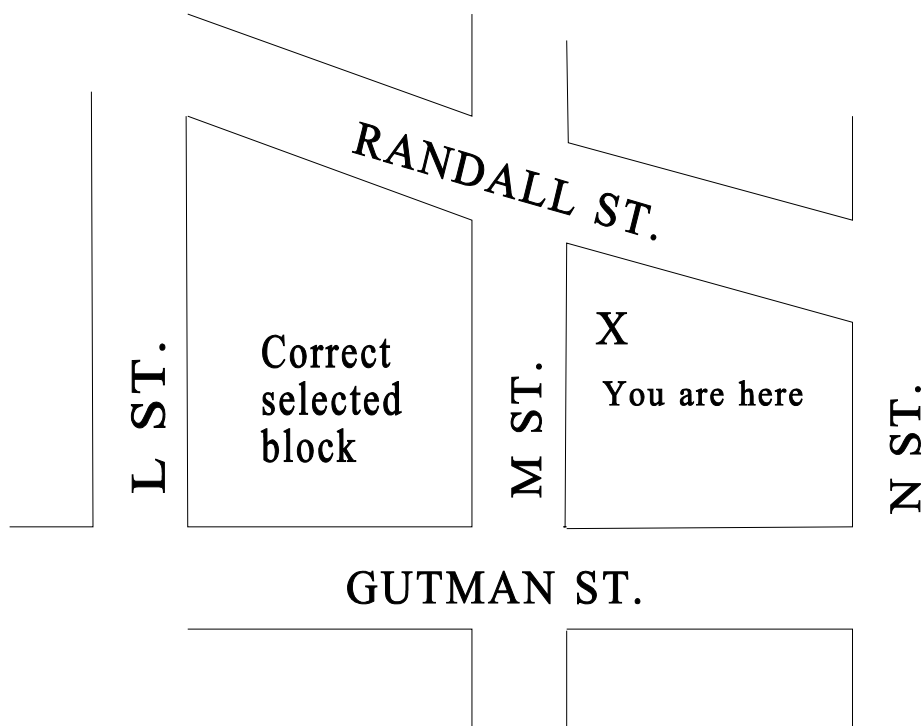 RANDALL ST.
X
You are here
Correct
selected
block
L ST.
M ST.
N ST.
GUTMAN ST.